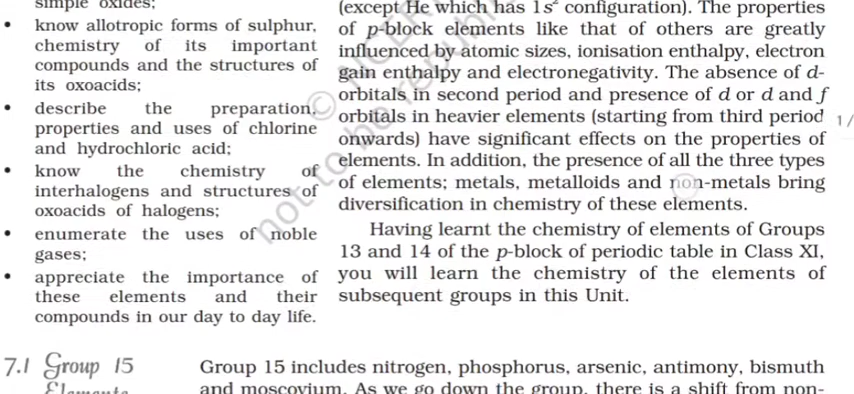 simple oxides;
• know allotropic forms of sulphur,
chemistry of its important
compounds and the structures of
its oxoacids;
• describe the preparation,
properties and uses of chlorine
and hydrochloric acid;
• know the chemistry of
interhalogens and structures of
oxoacids of halogens;
• enumerate the uses of noble
gases;
• appreciate the importance of
these elements and their
compounds in our day to day life.
(except He which has 1s² configuration). The properties
of p-block elements like that of others are greatly
influenced by atomic sizes, ionisation enthalpy, electron
gain enthalpy and electronegativity. The absence of d-
orbitals in second period and presence of d or d and f
orbitals in heavier elements (starting from third period
onwards) have significant effects on the properties of
elements. In addition, the presence of all the three types
of elements; metals, metalloids and non-metals bring
diversification in chemistry of these elements.
Having learnt the chemistry of elements of Groups
13 and 14 of the p-block of periodic table in Class XI,
you will learn the chemistry of the elements of
subsequent groups in this Unit.
1/
© NCERT
not to be republished
7.1 Group 15
Elements
Group 15 includes nitrogen, phosphorus, arsenic, antimony, bismuth
and moscovium. As we go down the group, there is a shift from non-